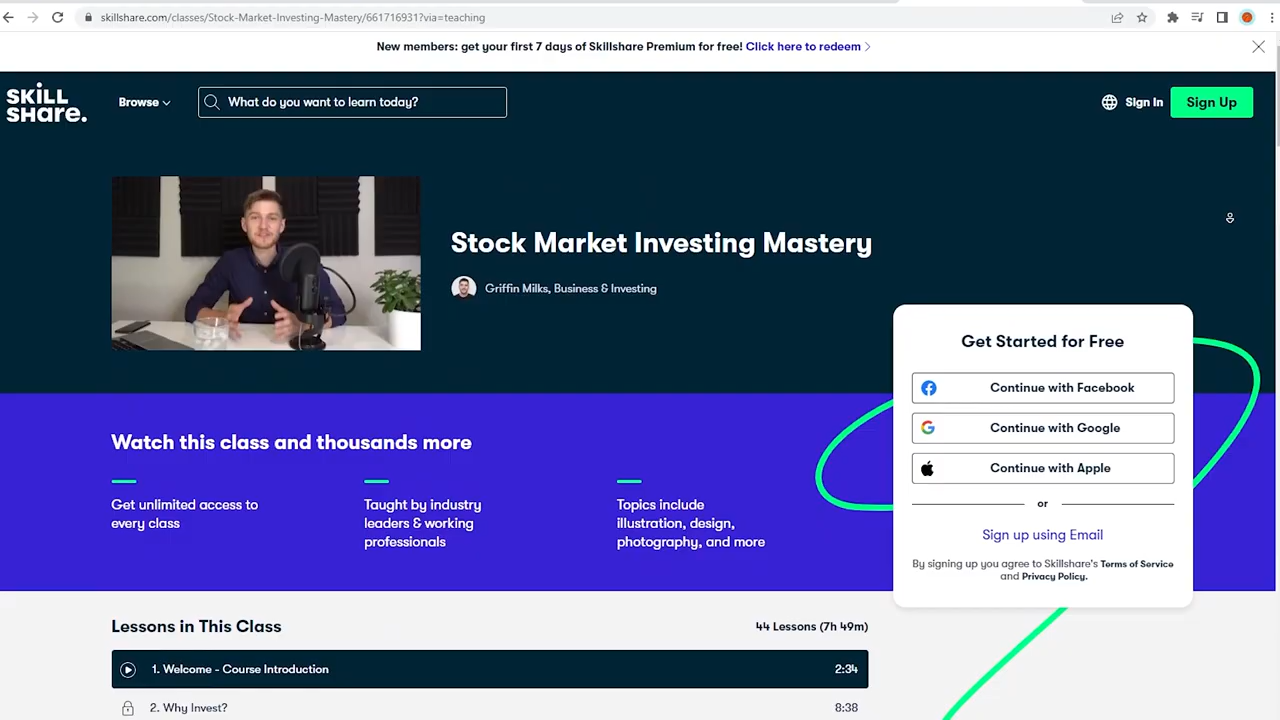 skillshare.com/classes/Stock-Market-Investing-Mastery/661716931?via=teaching
New members: get your first 7 days of Skillshare Premium for free! Click here to redeem
SKILL
SHARE.
Browse
What do you want to learn today?
Sign In
Sign Up
Stock Market Investing Mastery
Griffin Milks, Business & Investing
Get Started for Free
Continue with Facebook
Continue with Google
Continue with Apple
or
Sign up using Email
By signing up you agree to Skillshare's Terms of Service
and Privacy Policy.
Watch this class and thousands more
Get unlimited access to
every class
Taught by industry
leaders & working
professionals
Topics include
illustration, design,
photography, and more
Lessons in This Class
44 Lessons (7h 49m)
1. Welcome - Course Introduction
2:34
2. Why Invest?
8:38